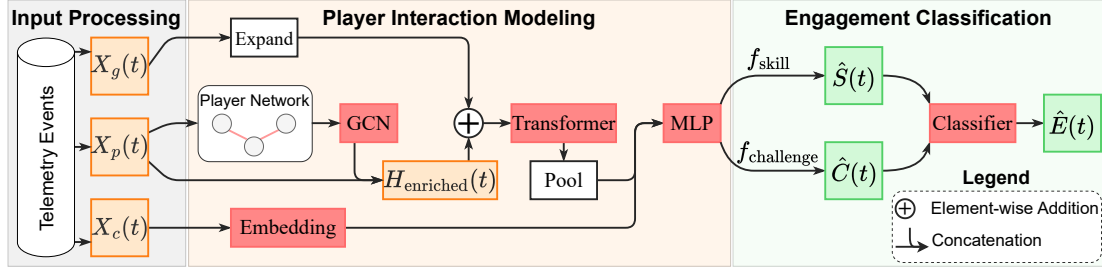 Input Processing
Player Interaction Modeling
Engagement Classification
Telemetry Events
X_g(t)
X_p(t)
X_c(t)
Expand
Player Network
GCN
H_enriched(t)
Embedding
Transformer
Pool
MLP
f_skill
f_challenge
Ŝ(t)
Ĉ(t)
Classifier
Ê(t)
Legend
Element-wise Addition
Concatenation